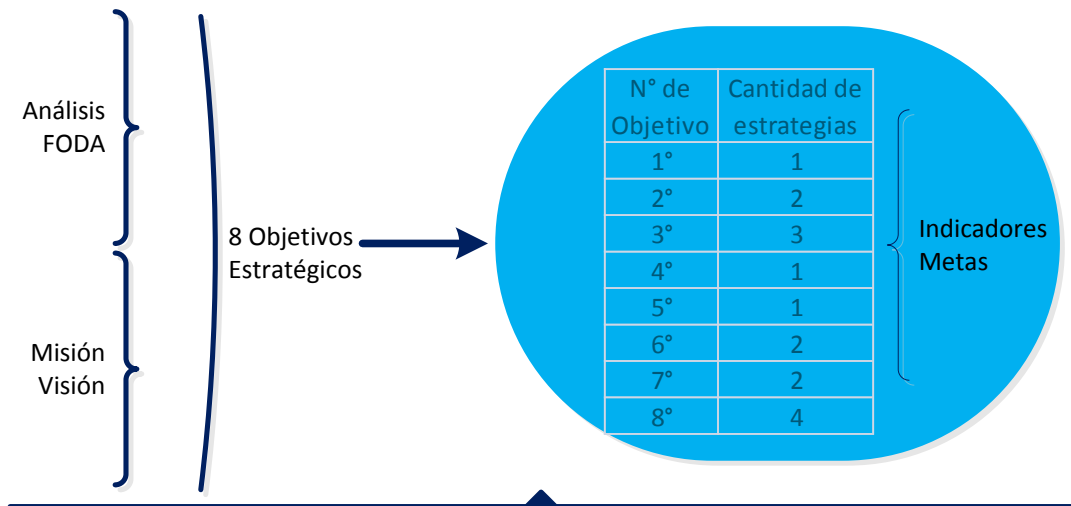 Análisis
FODA
Misión
Visión
8 Objetivos
Estratégicos
N° de Cantidad de
Objetivo estrategias
1° 1
2° 2
3° 3
4° 1
5° 1
6° 2
7° 2
8° 4
Indicadores
Metas